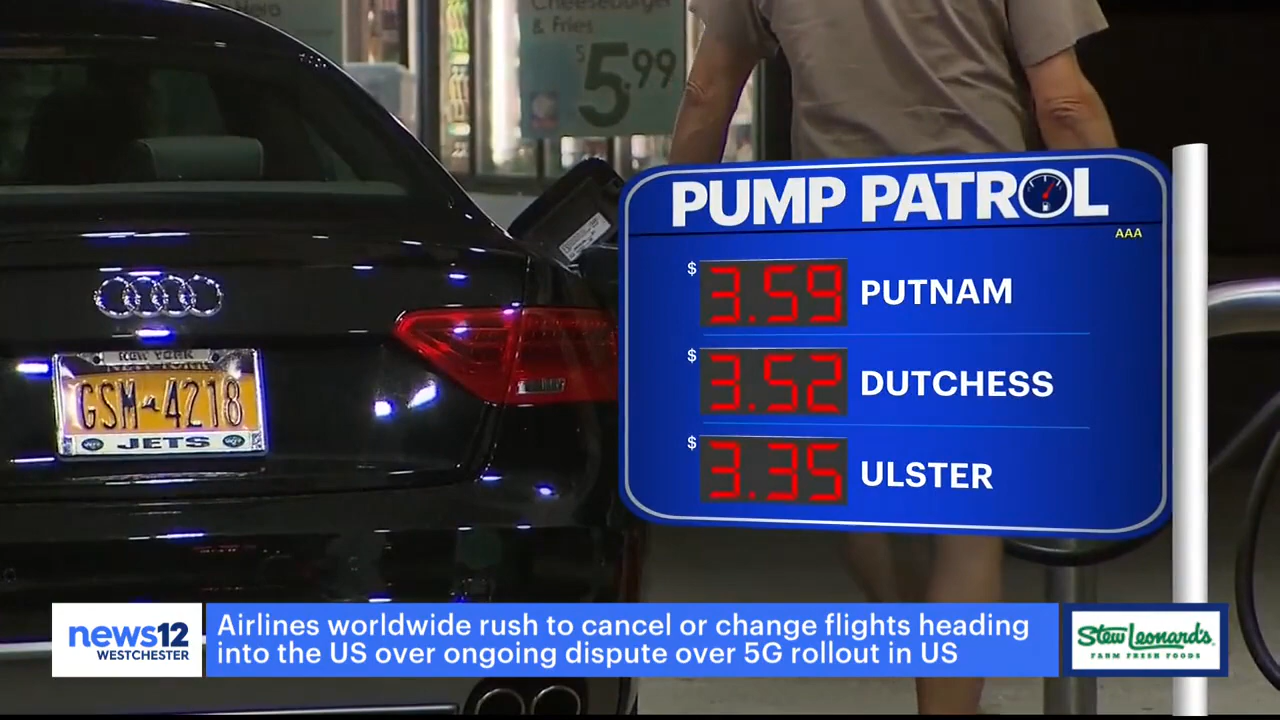 Cheeseburger
& Fries
$5.99
PUMP PATROL
AAA
$3.59 PUTNAM
$3.52 DUTCHESS
$3.35 ULSTER
NEW YORK
GSM 4218
JETS
news12
WESTCHESTER
Airlines worldwide rush to cancel or change flights heading
into the US over ongoing dispute over 5G rollout in US
Stew Leonard's
FARM FRESH FOODS